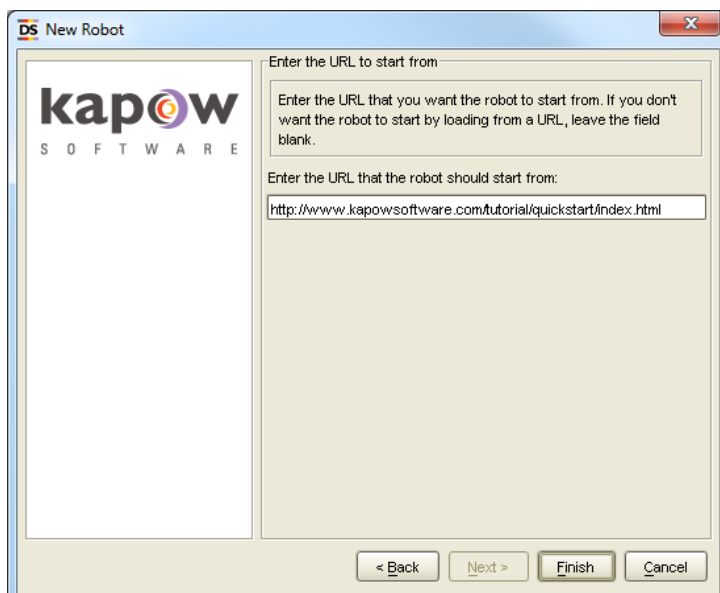 DS New Robot
kapow
SOFTWARE
Enter the URL to start from
Enter the URL that you want the robot to start from. If you don't
want the robot to start by loading from a URL, leave the field
blank.
Enter the URL that the robot should start from:
http://www.kapowsoftware.com/tutorial/quickstart/index.html
< Back Next > Finish Cancel